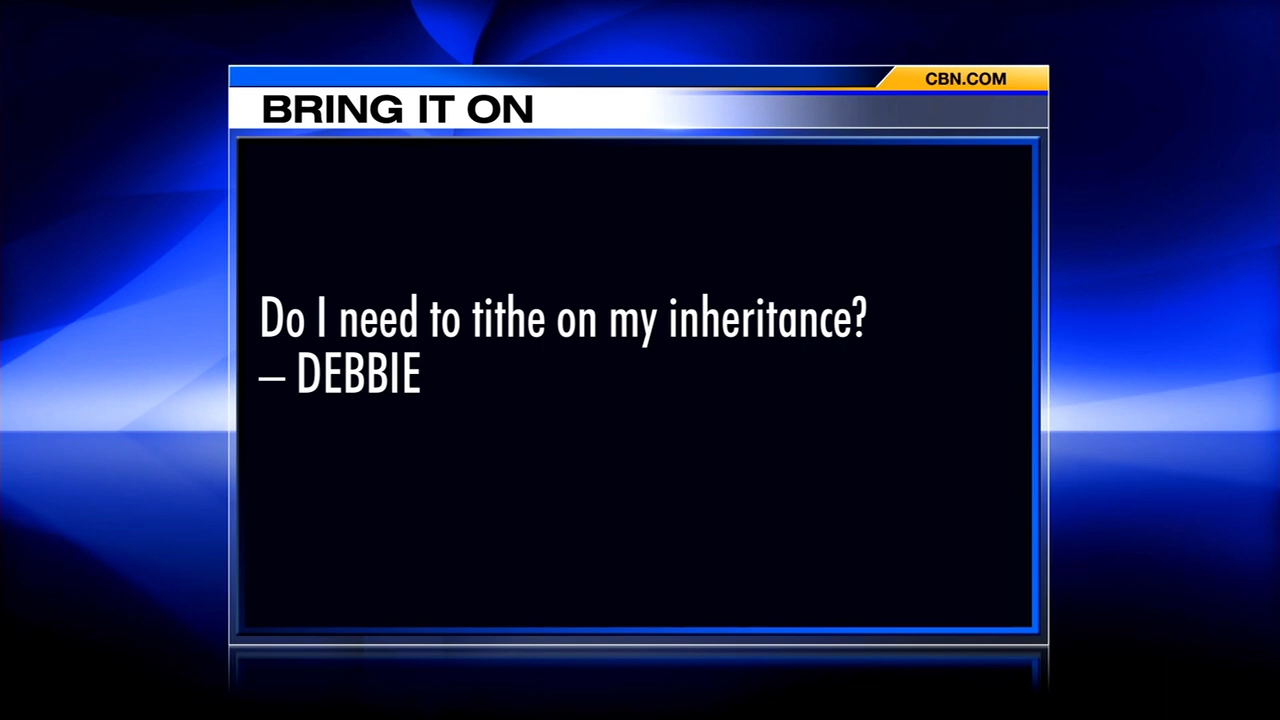 CBN.COM
BRING IT ON
Do I need to tithe on my inheritance?
– DEBBIE